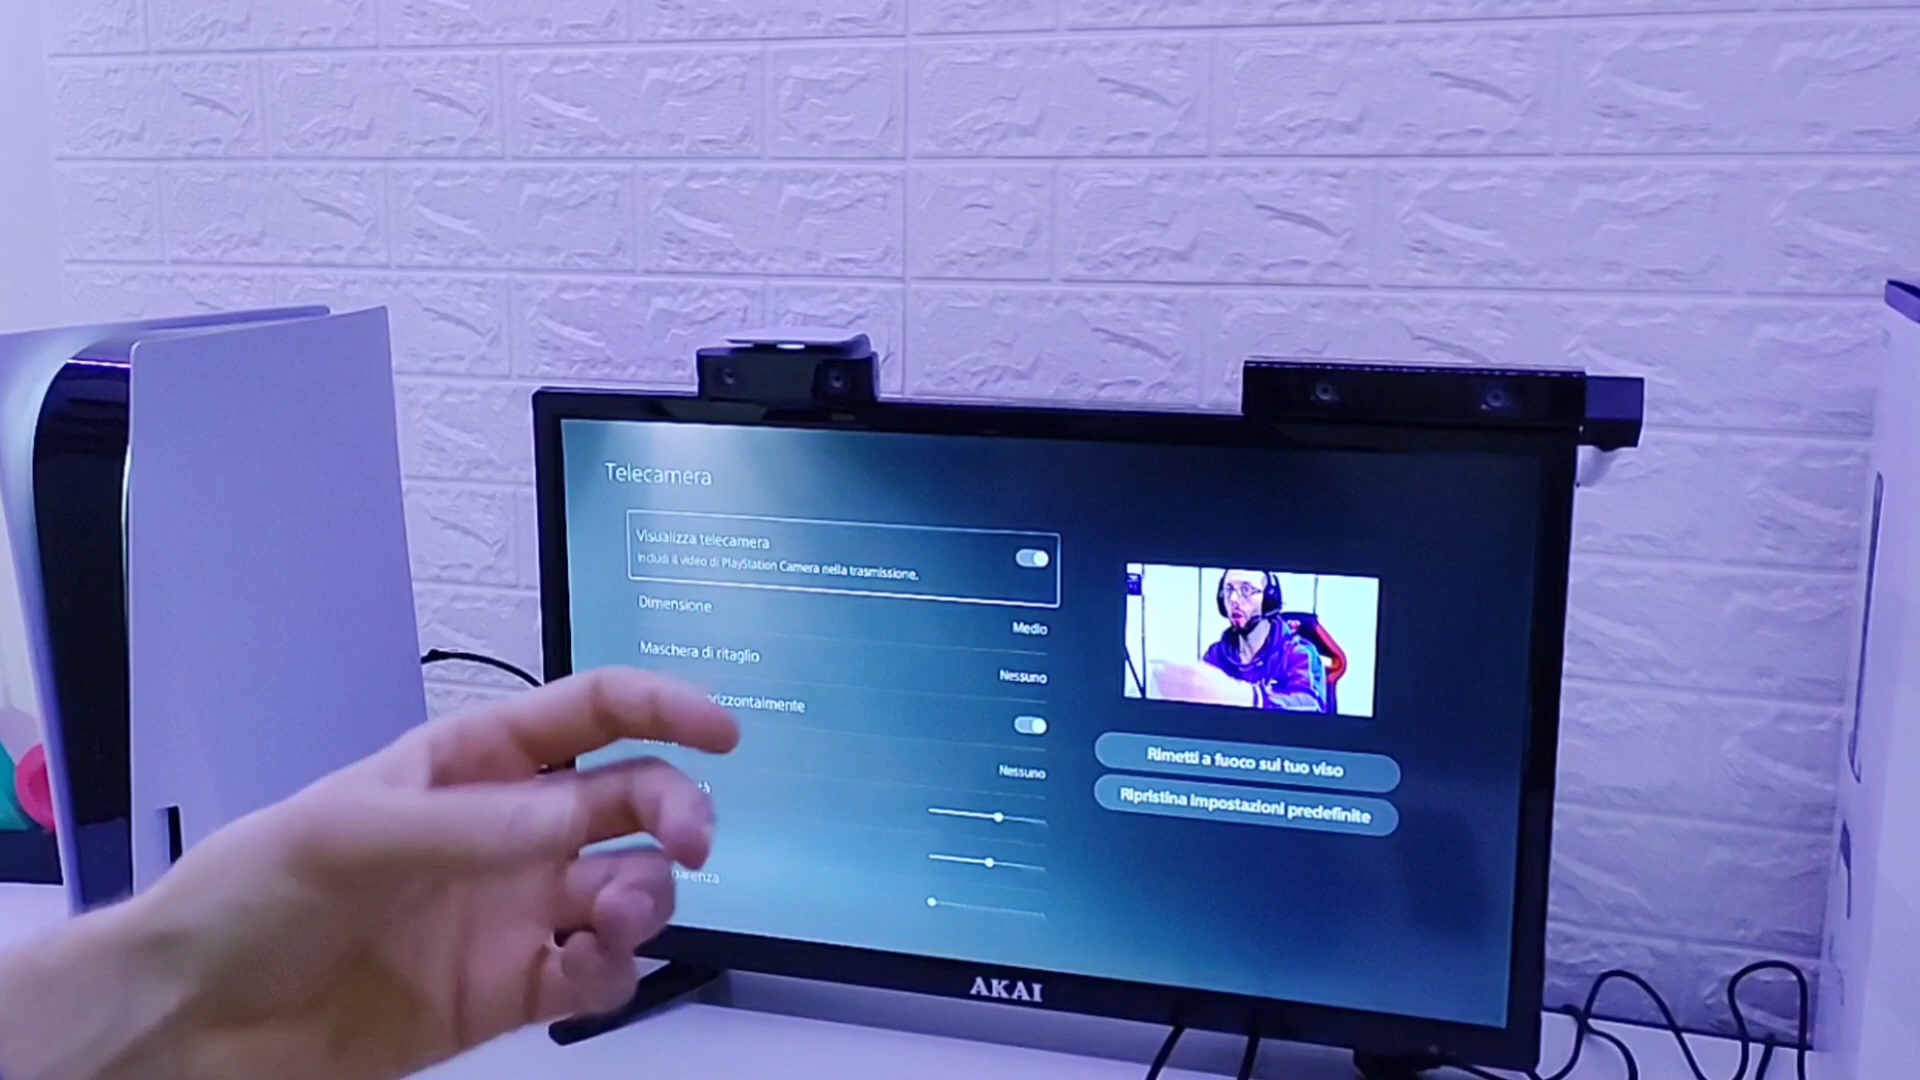 Telecamera
Visualizza telecamera
Includi il video di PlayStation Camera nella trasmissione.
Dimensione
Medio
Maschera di ritaglio
Nessuno
orizzontalmente
Nessuno
Rimetti a fuoco sul tuo viso
Ripristina impostazioni predefinite
AKAI